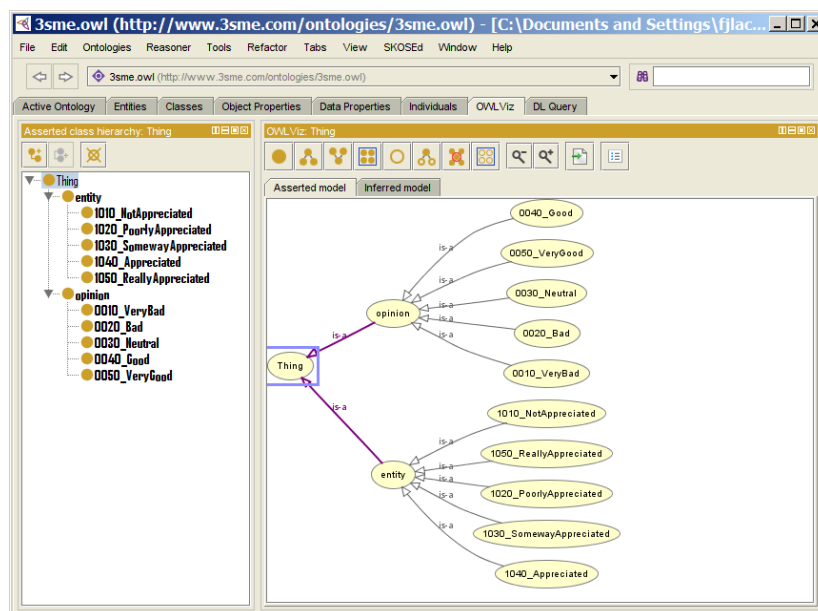 3sme.owl (http://www.3sme.com/ontologies/3sme.owl) - [C:\Documents and Settings\fjlac...
File Edit Ontologies Reasoner Tools Refactor Tabs View SKOSEd Window Help
3sme.owl (http://www.3sme.com/ontologies/3sme.owl)
Active Ontology Entities Classes Object Properties Data Properties Individuals OWLViz DL Query
Asserted class hierarchy: Thing
Thing
entity
1010_NotAppreciated
1020_PoorlyAppreciated
1030_SomewayAppreciated
1040_Appreciated
1050_ReallyAppreciated
opinion
0010_VeryBad
0020_Bad
0030_Neutral
0040_Good
0050_VeryGood
OWLViz: Thing
Asserted model Inferred model
0040_Good
is-a
0050_VeryGood
is-a
0030_Neutral
is-a
opinion
is-a
0020_Bad
is-a
is-a
Thing
0010_VeryBad
is-a
1010_NotAppreciated
is-a
1050_ReallyAppreciated
is-a
entity
is-a
1020_PoorlyAppreciated
is-a
1030_SomewayAppreciated
is-a
1040_Appreciated